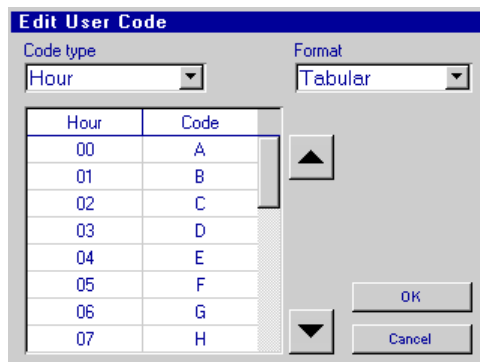 Edit User Code
Code type Format
Hour Tabular
Hour Code
00 A
01 B
02 C
03 D
04 E
05 F
06 G
07 H
OK
Cancel